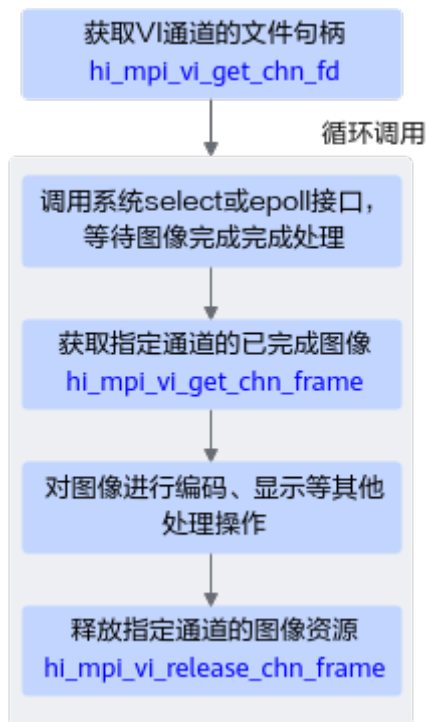 获取VI通道的文件句柄
hi_mpi_vi_get_chn_fd
循环调用
调用系统select或epoll接口，
等待图像完成完成处理
获取指定通道的已完成图像
hi_mpi_vi_get_chn_frame
对图像进行编码、显示等其他
处理操作
释放指定通道的图像资源
hi_mpi_vi_release_chn_frame